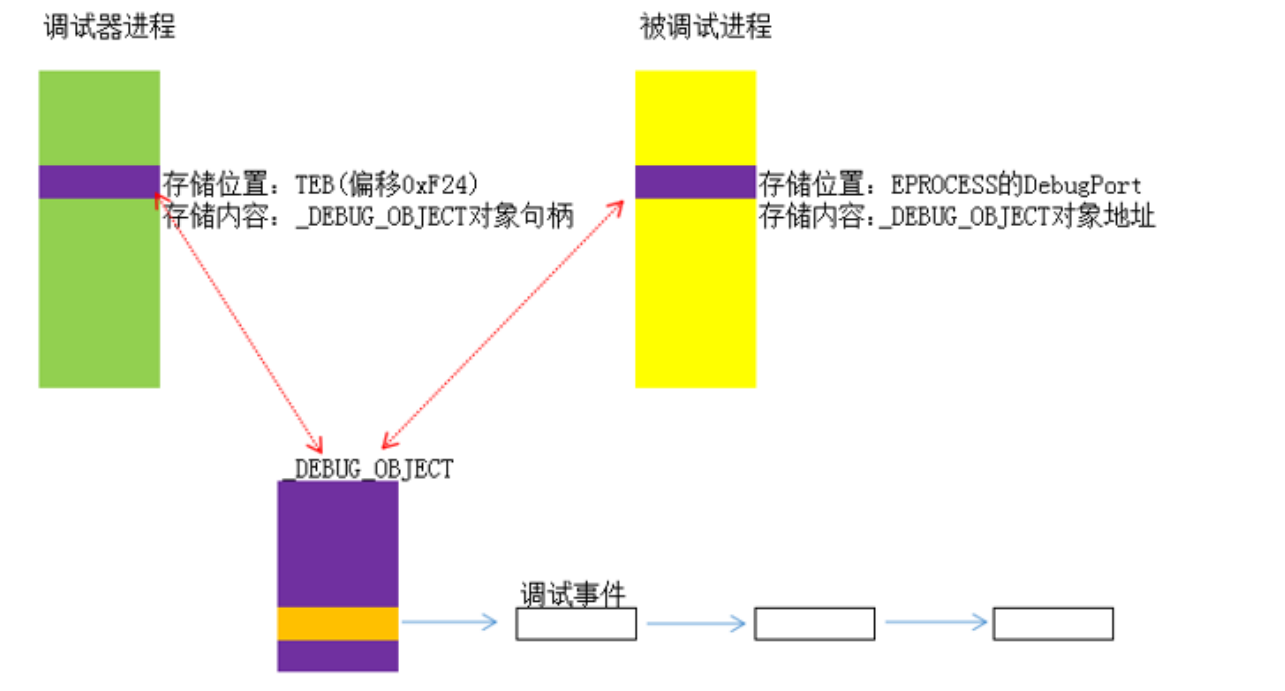 调试器进程
被调试进程
存储位置：TEB(偏移0xF24)
存储内容：_DEBUG_OBJECT对象句柄
存储位置：EPROCESS的DebugPort
存储内容:_DEBUG_OBJECT对象地址
_DEBUG_OBJECT
调试事件